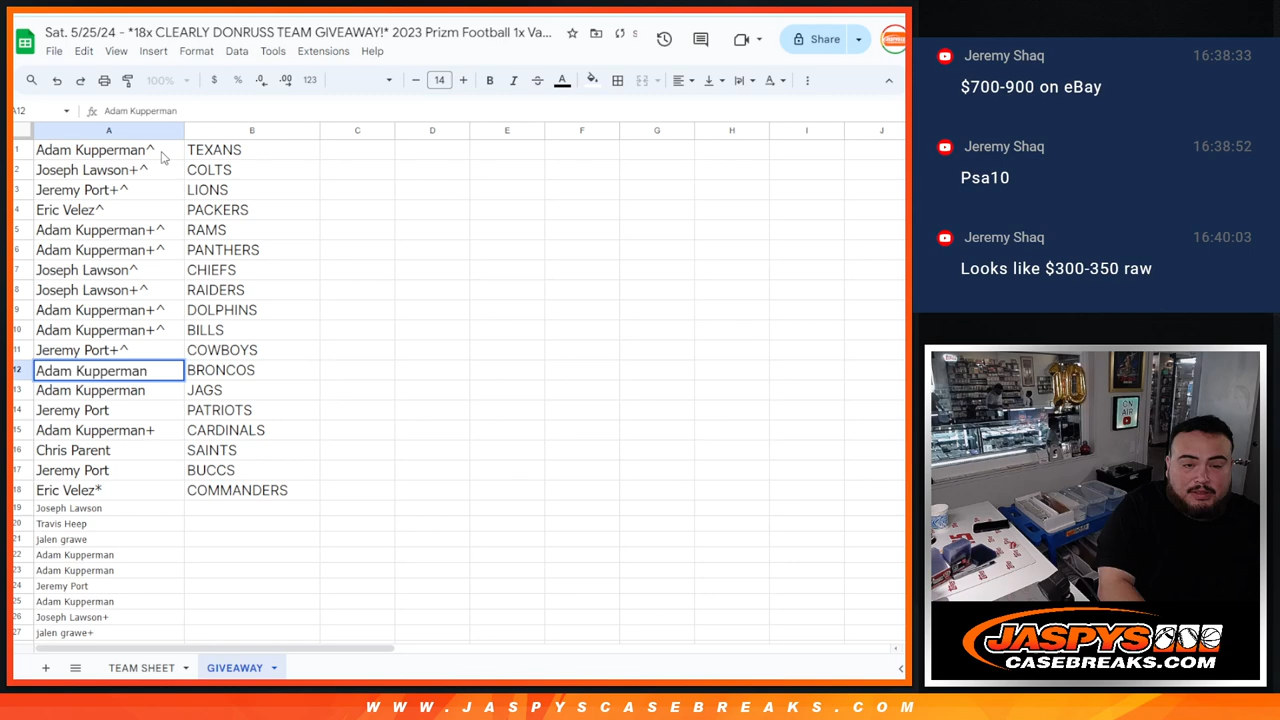 Sat. 5/25/24 - *18x CLEARLY DONRUSS TEAM GIVEAWAY!* 2023 Prizm Football 1x Va...
File Edit View Insert Format Data Tools Extensions Help
Share
100% $ % .0 .00 123 14 B I A
A12 fx Adam Kupperman
A B C D E F G H I J
1 Adam Kupperman^ TEXANS
2 Joseph Lawson+^ COLTS
3 Jeremy Port+^ LIONS
4 Eric Velez^ PACKERS
5 Adam Kupperman+^ RAMS
6 Adam Kupperman+^ PANTHERS
7 Joseph Lawson^ CHIEFS
8 Joseph Lawson+^ RAIDERS
9 Adam Kupperman+^ DOLPHINS
10 Adam Kupperman+^ BILLS
11 Jeremy Port+^ COWBOYS
12 Adam Kupperman BRONCOS
13 Adam Kupperman JAGS
14 Jeremy Port PATRIOTS
15 Adam Kupperman+ CARDINALS
16 Chris Parent SAINTS
17 Jeremy Port BUCCS
18 Eric Velez* COMMANDERS
19 Joseph Lawson
20 Travis Heep
21 jalen grawe
22 Adam Kupperman
23 Adam Kupperman
24 Jeremy Port
25 Adam Kupperman
26 Joseph Lawson+
27 jalen grawe+
TEAM SHEET GIVEAWAY
Jeremy Shaq 16:38:33
$700-900 on eBay
Jeremy Shaq 16:38:52
Psa10
Jeremy Shaq 16:40:03
Looks like $300-350 raw
10
ON AIR
JASPYS
CASEBREAKS.COM
WWW.JASPYSCASEBREAKS.COM